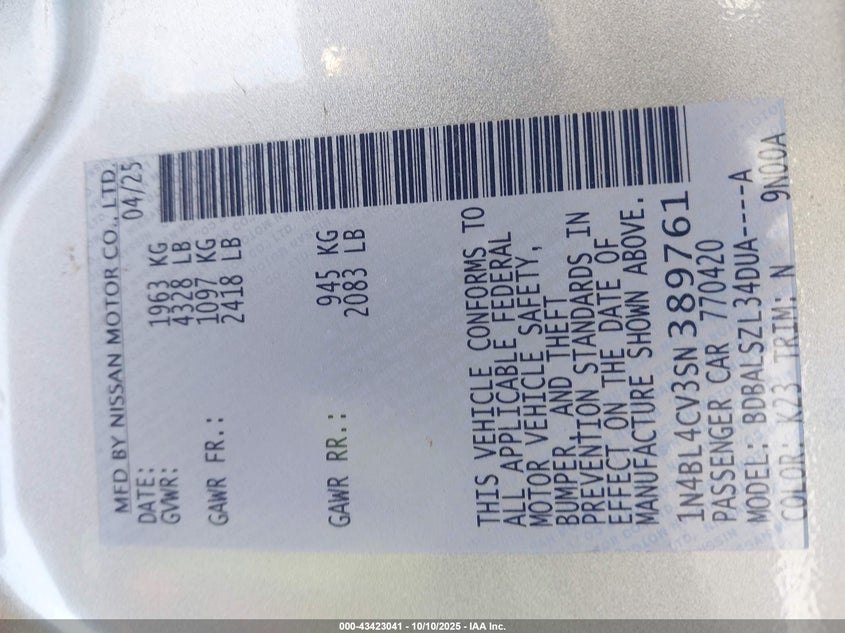 MFD BY NISSAN MOTOR CO., LTD.
DATE: 04/25
GVWR: 1963 KG
4328 LB
GAWR FR.: 1097 KG
2418 LB
GAWR RR.: 945 KG
2083 LB
THIS VEHICLE CONFORMS TO
ALL APPLICABLE FEDERAL
MOTOR VEHICLE SAFETY,
BUMPER, AND THEFT
PREVENTION STANDARDS IN
EFFECT ON THE DATE OF
MANUFACTURE SHOWN ABOVE.
1N4BL4CV3SN389761
PASSENGER CAR 770420
MODEL: BDBALSZL34DUA----A
COLOR: K23 TRIM: N 9N00A
000-43423041 - 10/10/2025 - IAA Inc.